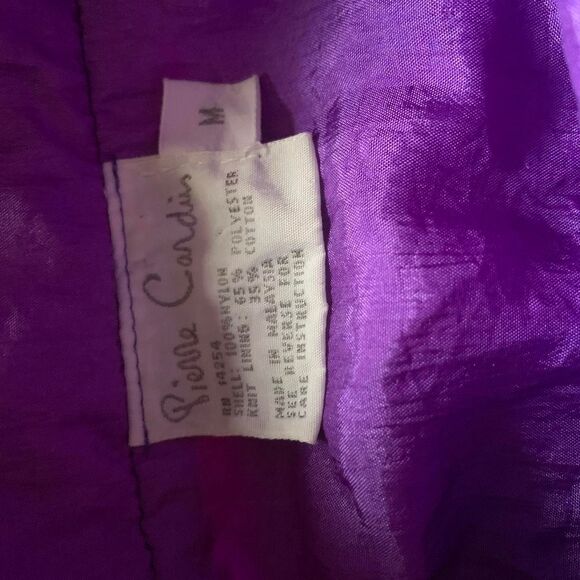 M
Pierre Cardin
RN 14254
SHELL: 100%NYLON
KNIT LINING: 65% POLYESTER
35% COTTON
MADE IN MALAYSIA
SEE REVERSE FOR
CARE INSTRUCTION